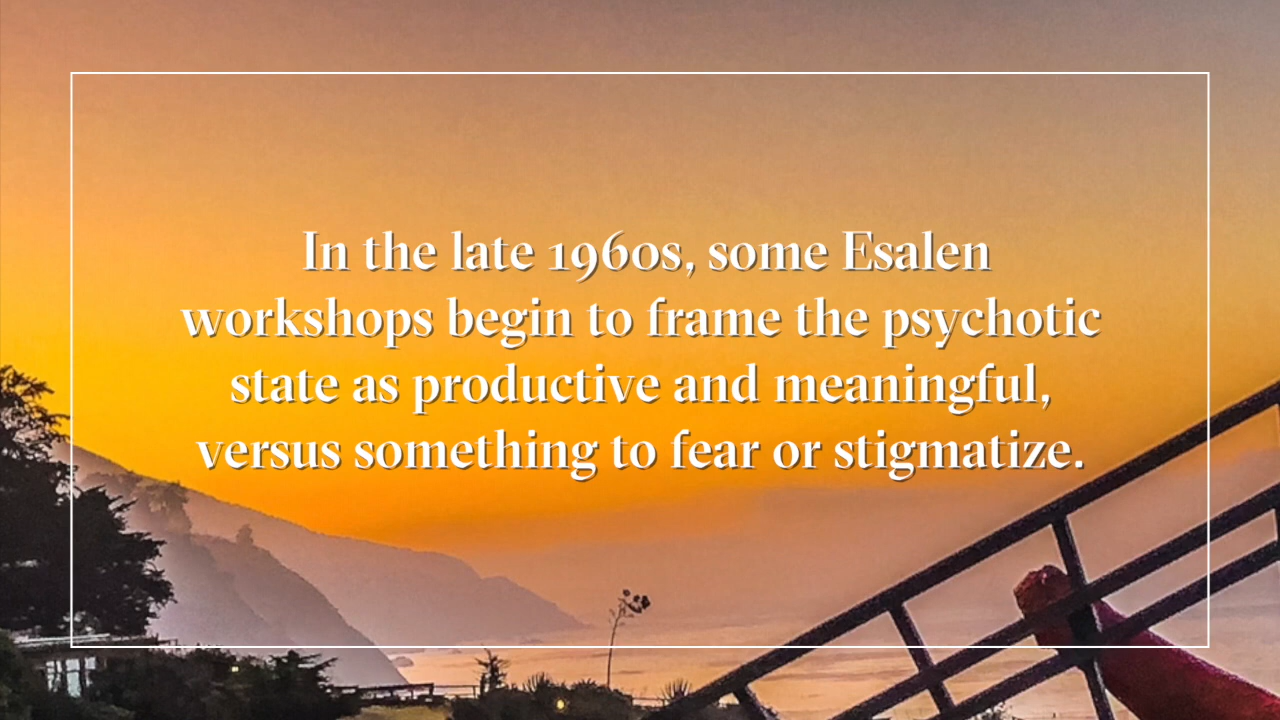 In the late 1960s, some Esalen
workshops begin to frame the psychotic
state as productive and meaningful,
versus something to fear or stigmatize.